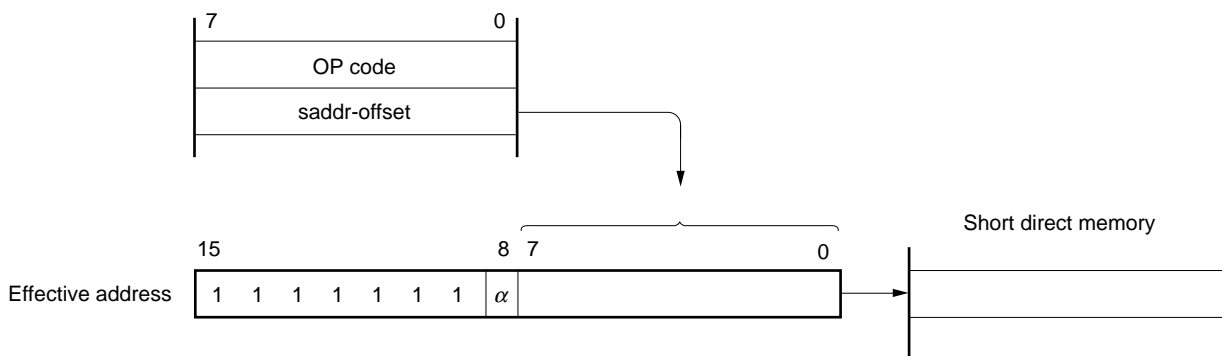 7 0
OP code
saddr-offset
Short direct memory
15 8 7 0
Effective address 1 1 1 1 1 1 1 α